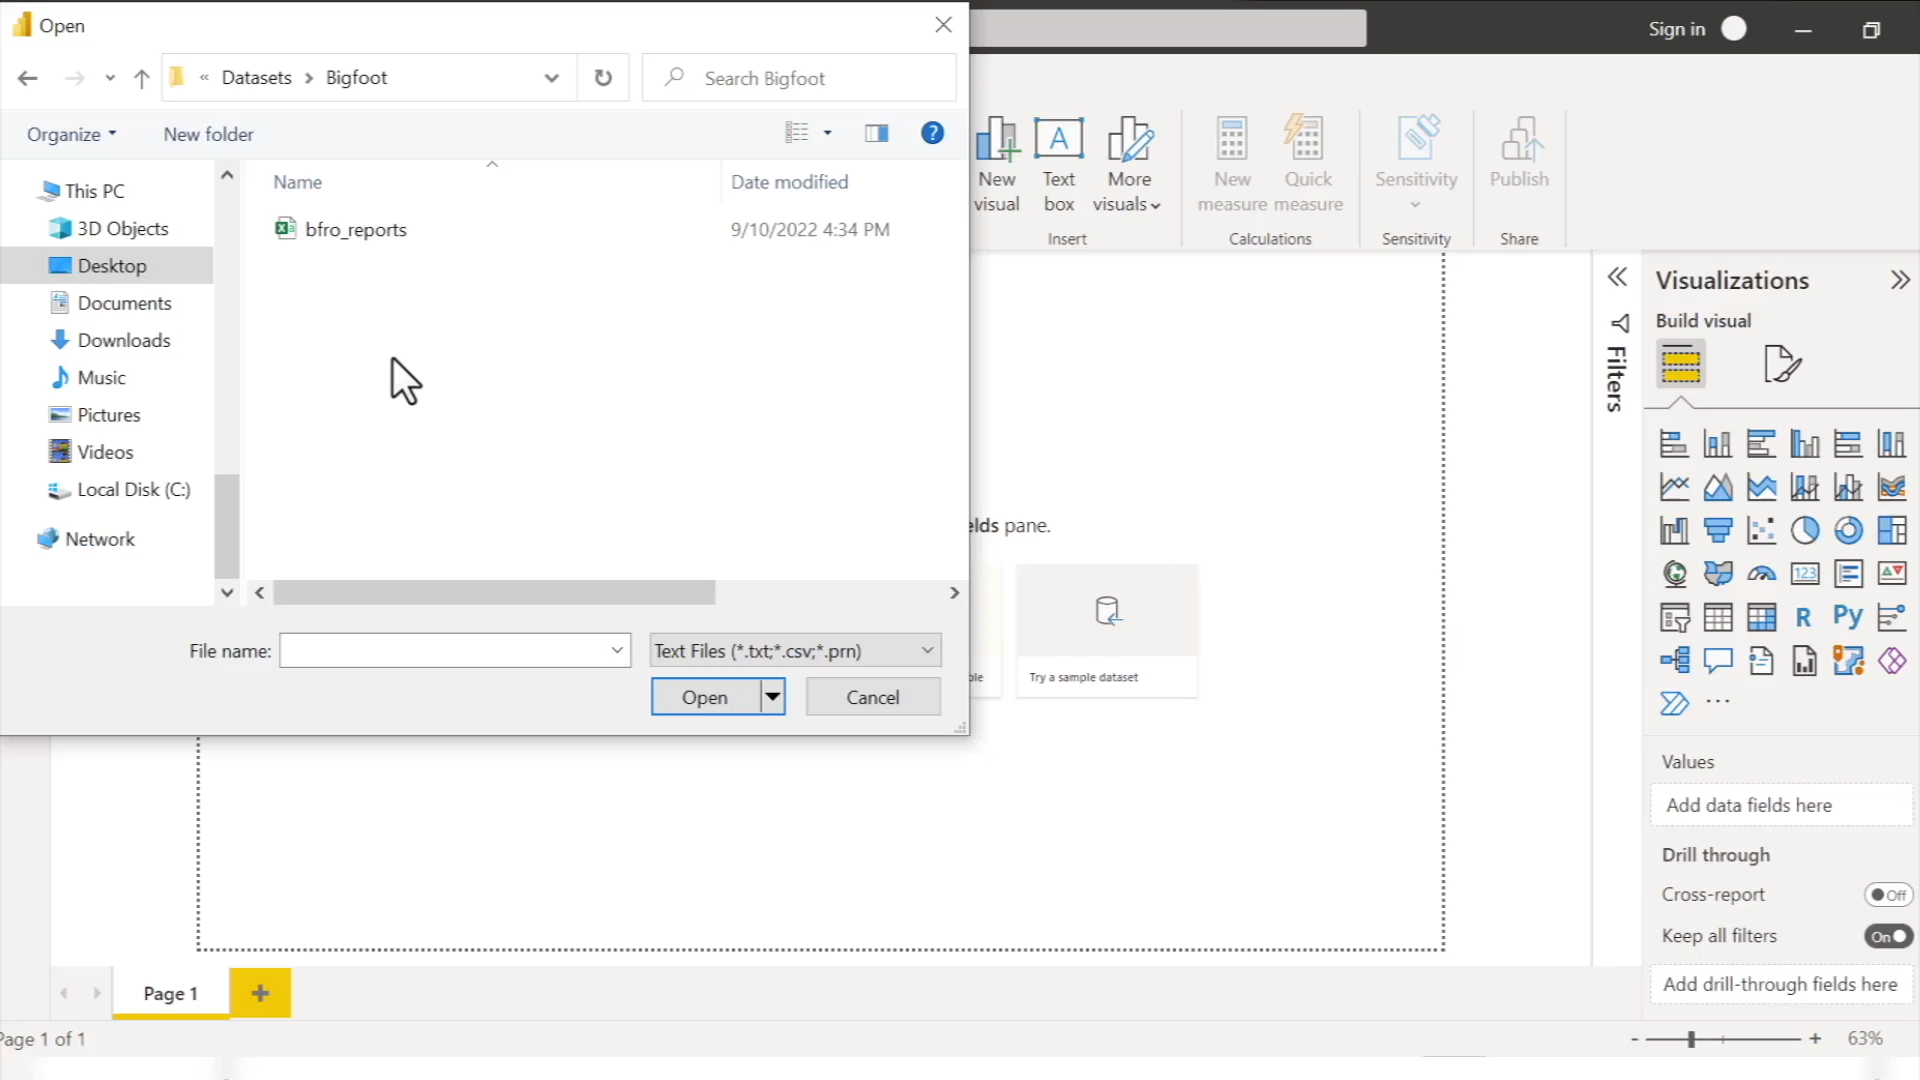 Open
Sign in
« Datasets > Bigfoot
Search Bigfoot
Organize
New folder
?
This PC
3D Objects
Desktop
Documents
Downloads
Music
Pictures
Videos
Local Disk (C:)
Network
Name
Date modified
bfro_reports
9/10/2022 4:34 PM
File name:
Text Files (*.txt;*.csv;*.prn)
Open
Cancel
New visual
A
Text box
More visuals
Insert
New measure
Quick measure
Calculations
Sensitivity
Sensitivity
Publish
Share
elds pane.
ble
Try a sample dataset
Filters
Visualizations
Build visual
123
R
Py
...
Values
Add data fields here
Drill through
Cross-report
Off
Keep all filters
On
Add drill-through fields here
Page 1
+
Page 1 of 1
- + 63%